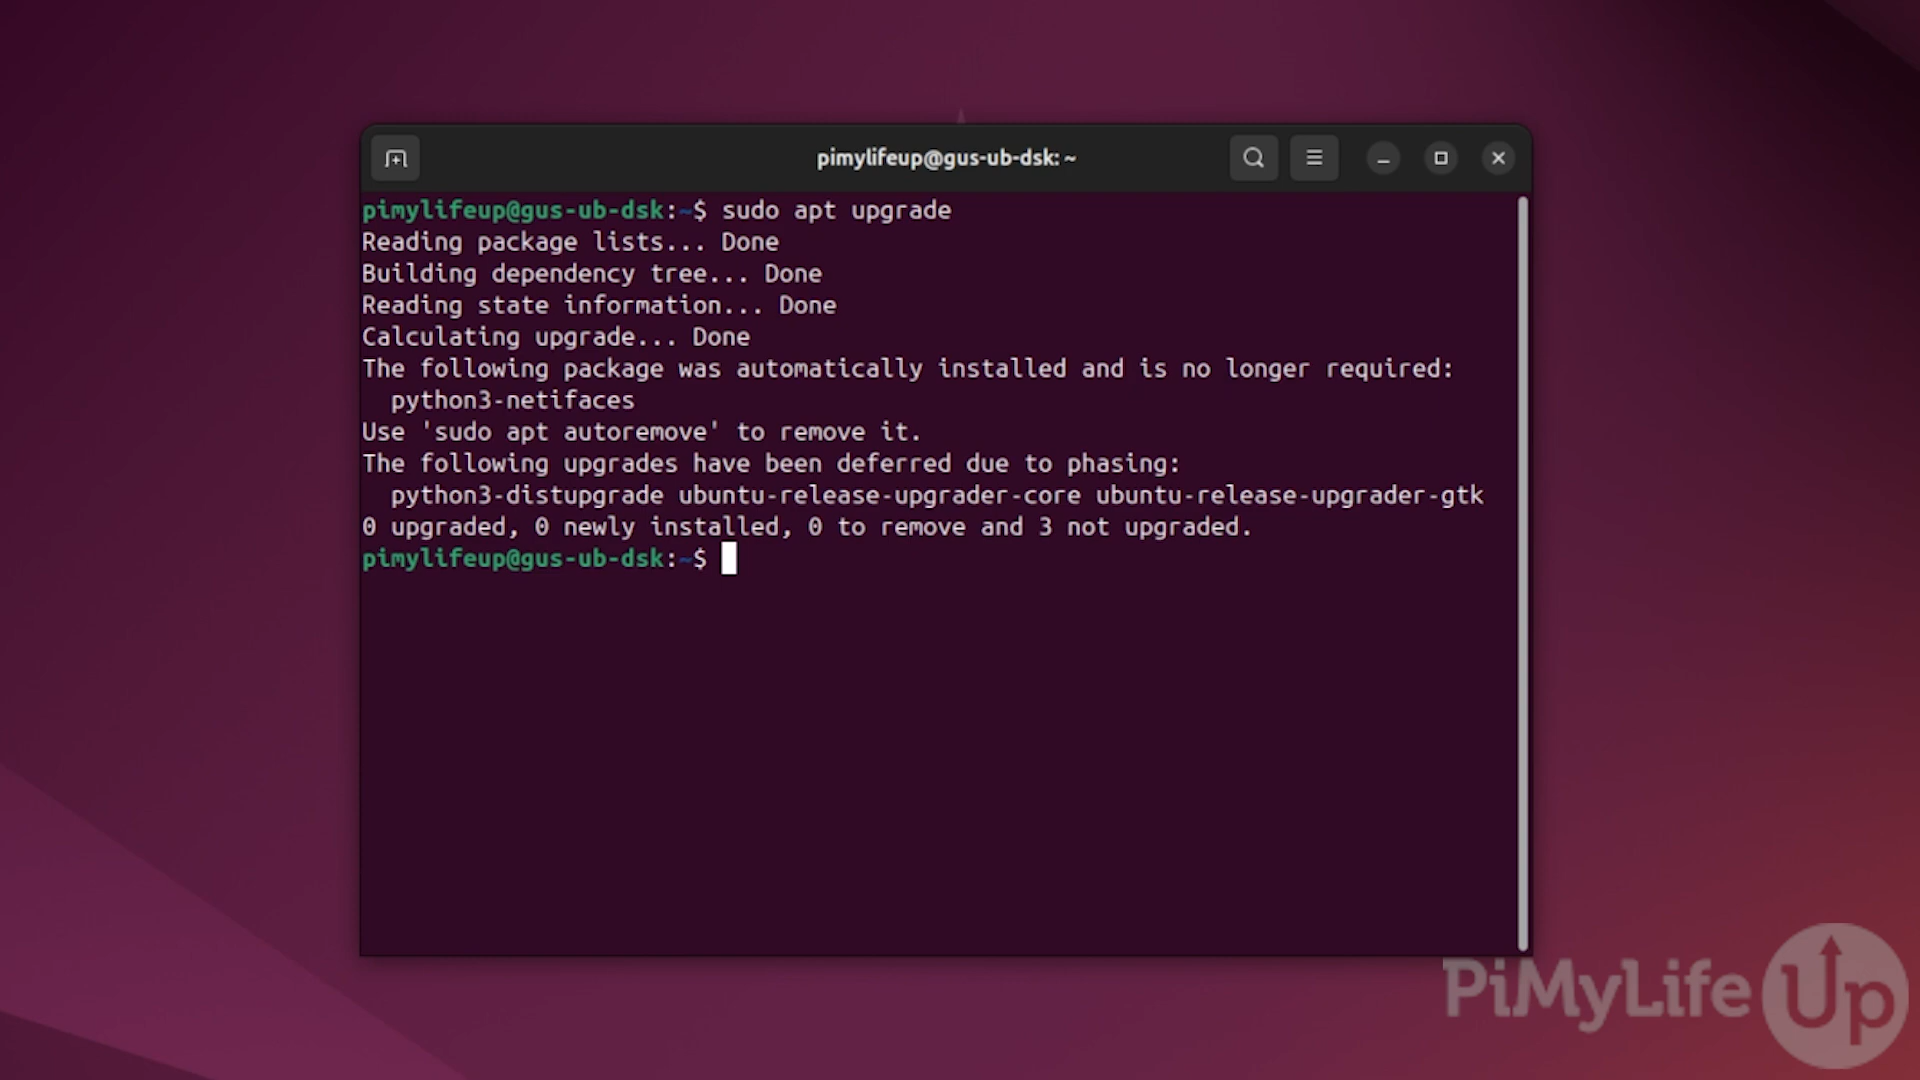 pimylifeup@gus-ub-dsk: ~
pimylifeup@gus-ub-dsk:~$ sudo apt upgrade
Reading package lists... Done
Building dependency tree... Done
Reading state information... Done
Calculating upgrade... Done
The following package was automatically installed and is no longer required:
  python3-netifaces
Use 'sudo apt autoremove' to remove it.
The following upgrades have been deferred due to phasing:
  python3-distupgrade ubuntu-release-upgrader-core ubuntu-release-upgrader-gtk
0 upgraded, 0 newly installed, 0 to remove and 3 not upgraded.
pimylifeup@gus-ub-dsk:~$
PiMyLifeUp